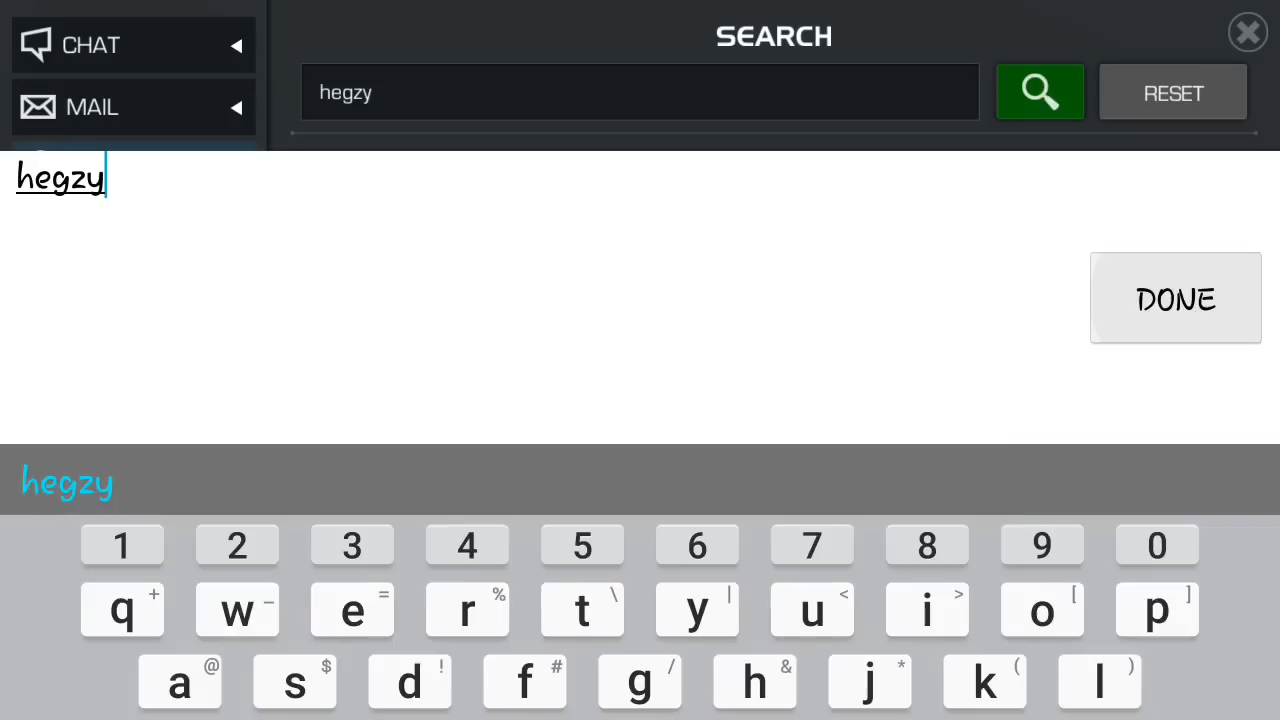 CHAT
SEARCH
hegzy
RESET
MAIL
hegzy
DONE
hegzy
1 2 3 4 5 6 7 8 9 0
q + w _ e = r % t \ y | u < i > o [ p ]
a @ s $ d ! f # g / h & j * k ( l )